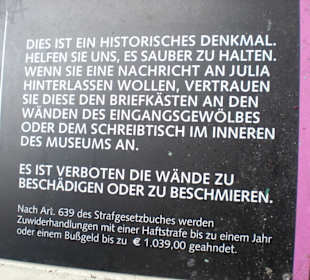 DIES IST EIN HISTORISCHES DENKMAL.
HELFEN SIE UNS, ES SAUBER ZU HALTEN.
WENN SIE EINE NACHRICHT AN JULIA
HINTERLASSEN WOLLEN, VERTRAUEN
SIE DIESE DEN BRIEFKÄSTEN AN DEN
WÄNDEN DES EINGANGSGEWÖLBES
ODER DEM SCHREIBTISCH IM INNEREN
DES MUSEUMS AN.
ES IST VERBOTEN DIE WÄNDE ZU
BESCHÄDIGEN ODER ZU BESCHMIEREN.
Nach Art. 639 des Strafgesetzbuches werden
Zuwiderhandlungen mit einer Haftstrafe bis zu einem Jahr
oder einem Bußgeld bis zu € 1.039,00 geahndet.